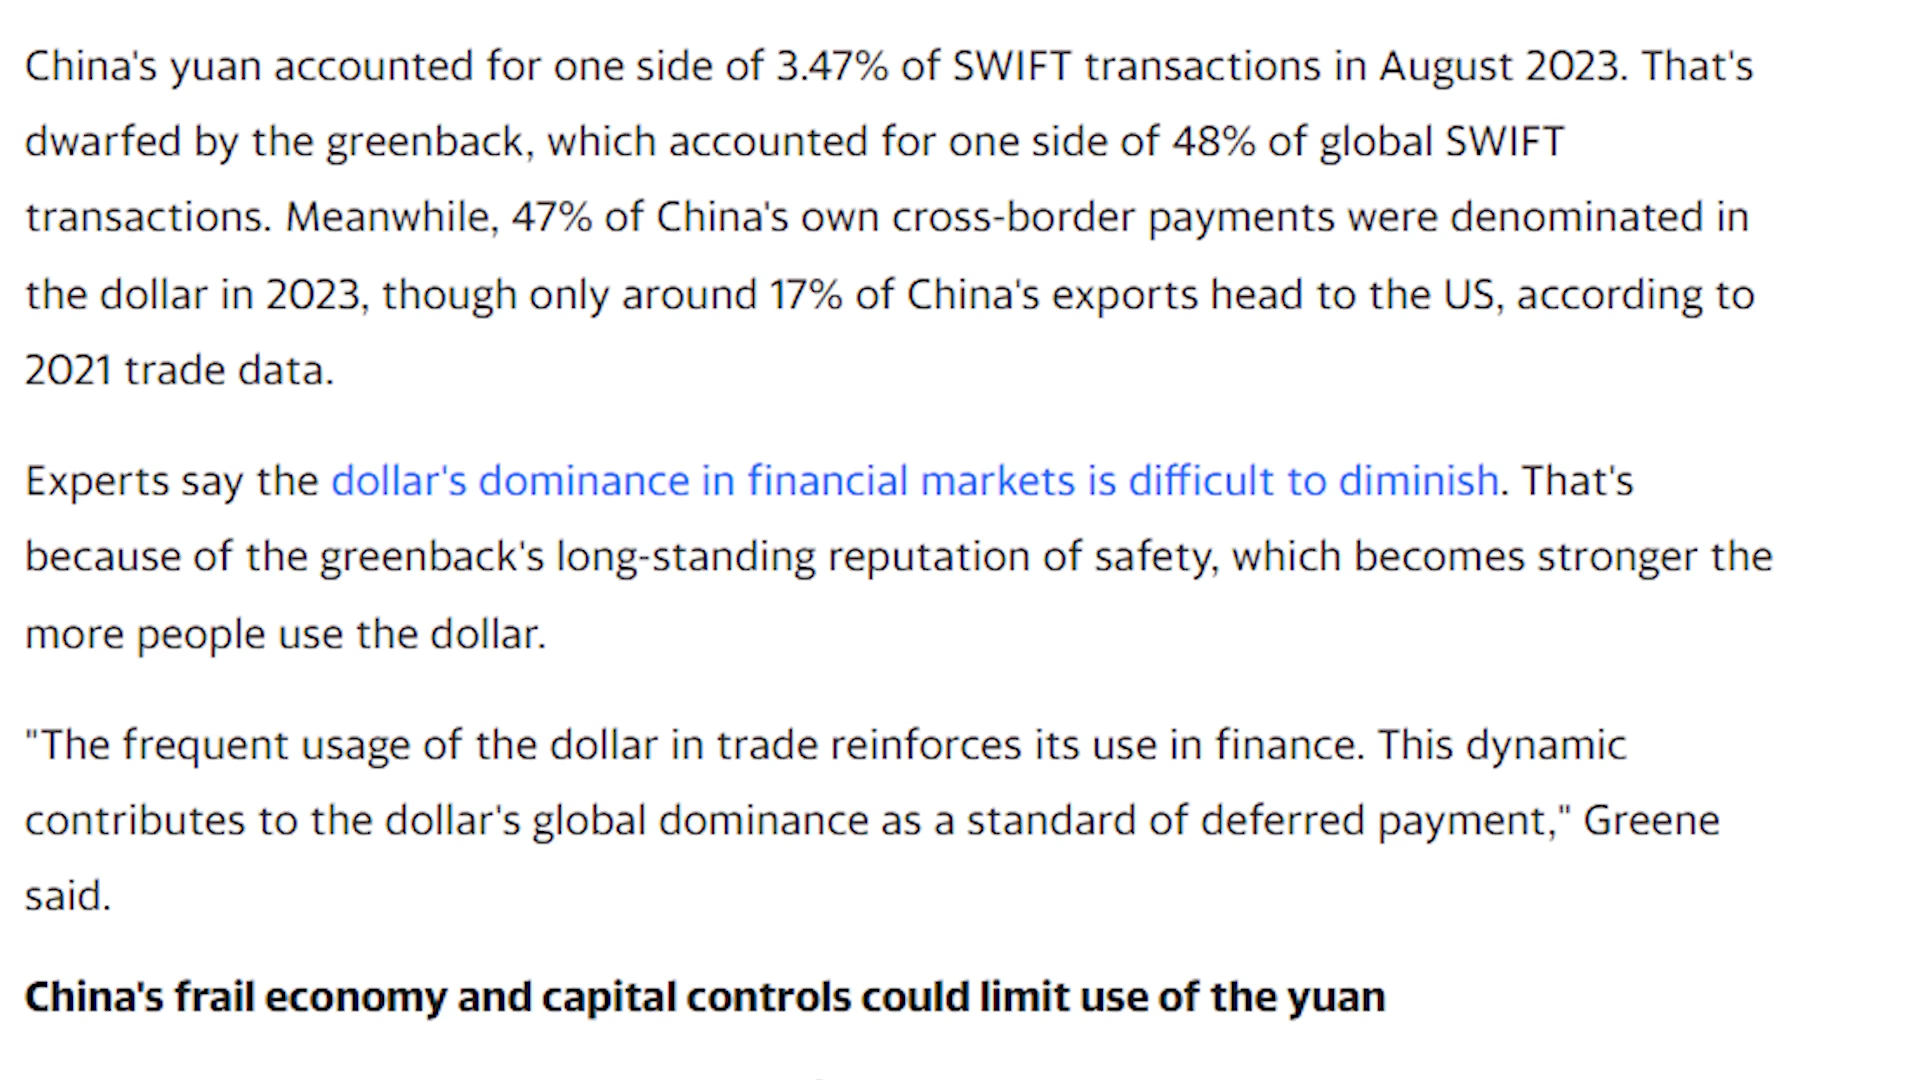 China's yuan accounted for one side of 3.47% of SWIFT transactions in August 2023. That's
dwarfed by the greenback, which accounted for one side of 48% of global SWIFT
transactions. Meanwhile, 47% of China's own cross-border payments were denominated in
the dollar in 2023, though only around 17% of China's exports head to the US, according to
2021 trade data.
Experts say the dollar's dominance in financial markets is difficult to diminish. That's
because of the greenback's long-standing reputation of safety, which becomes stronger the
more people use the dollar.
"The frequent usage of the dollar in trade reinforces its use in finance. This dynamic
contributes to the dollar's global dominance as a standard of deferred payment," Greene
said.
China's frail economy and capital controls could limit use of the yuan